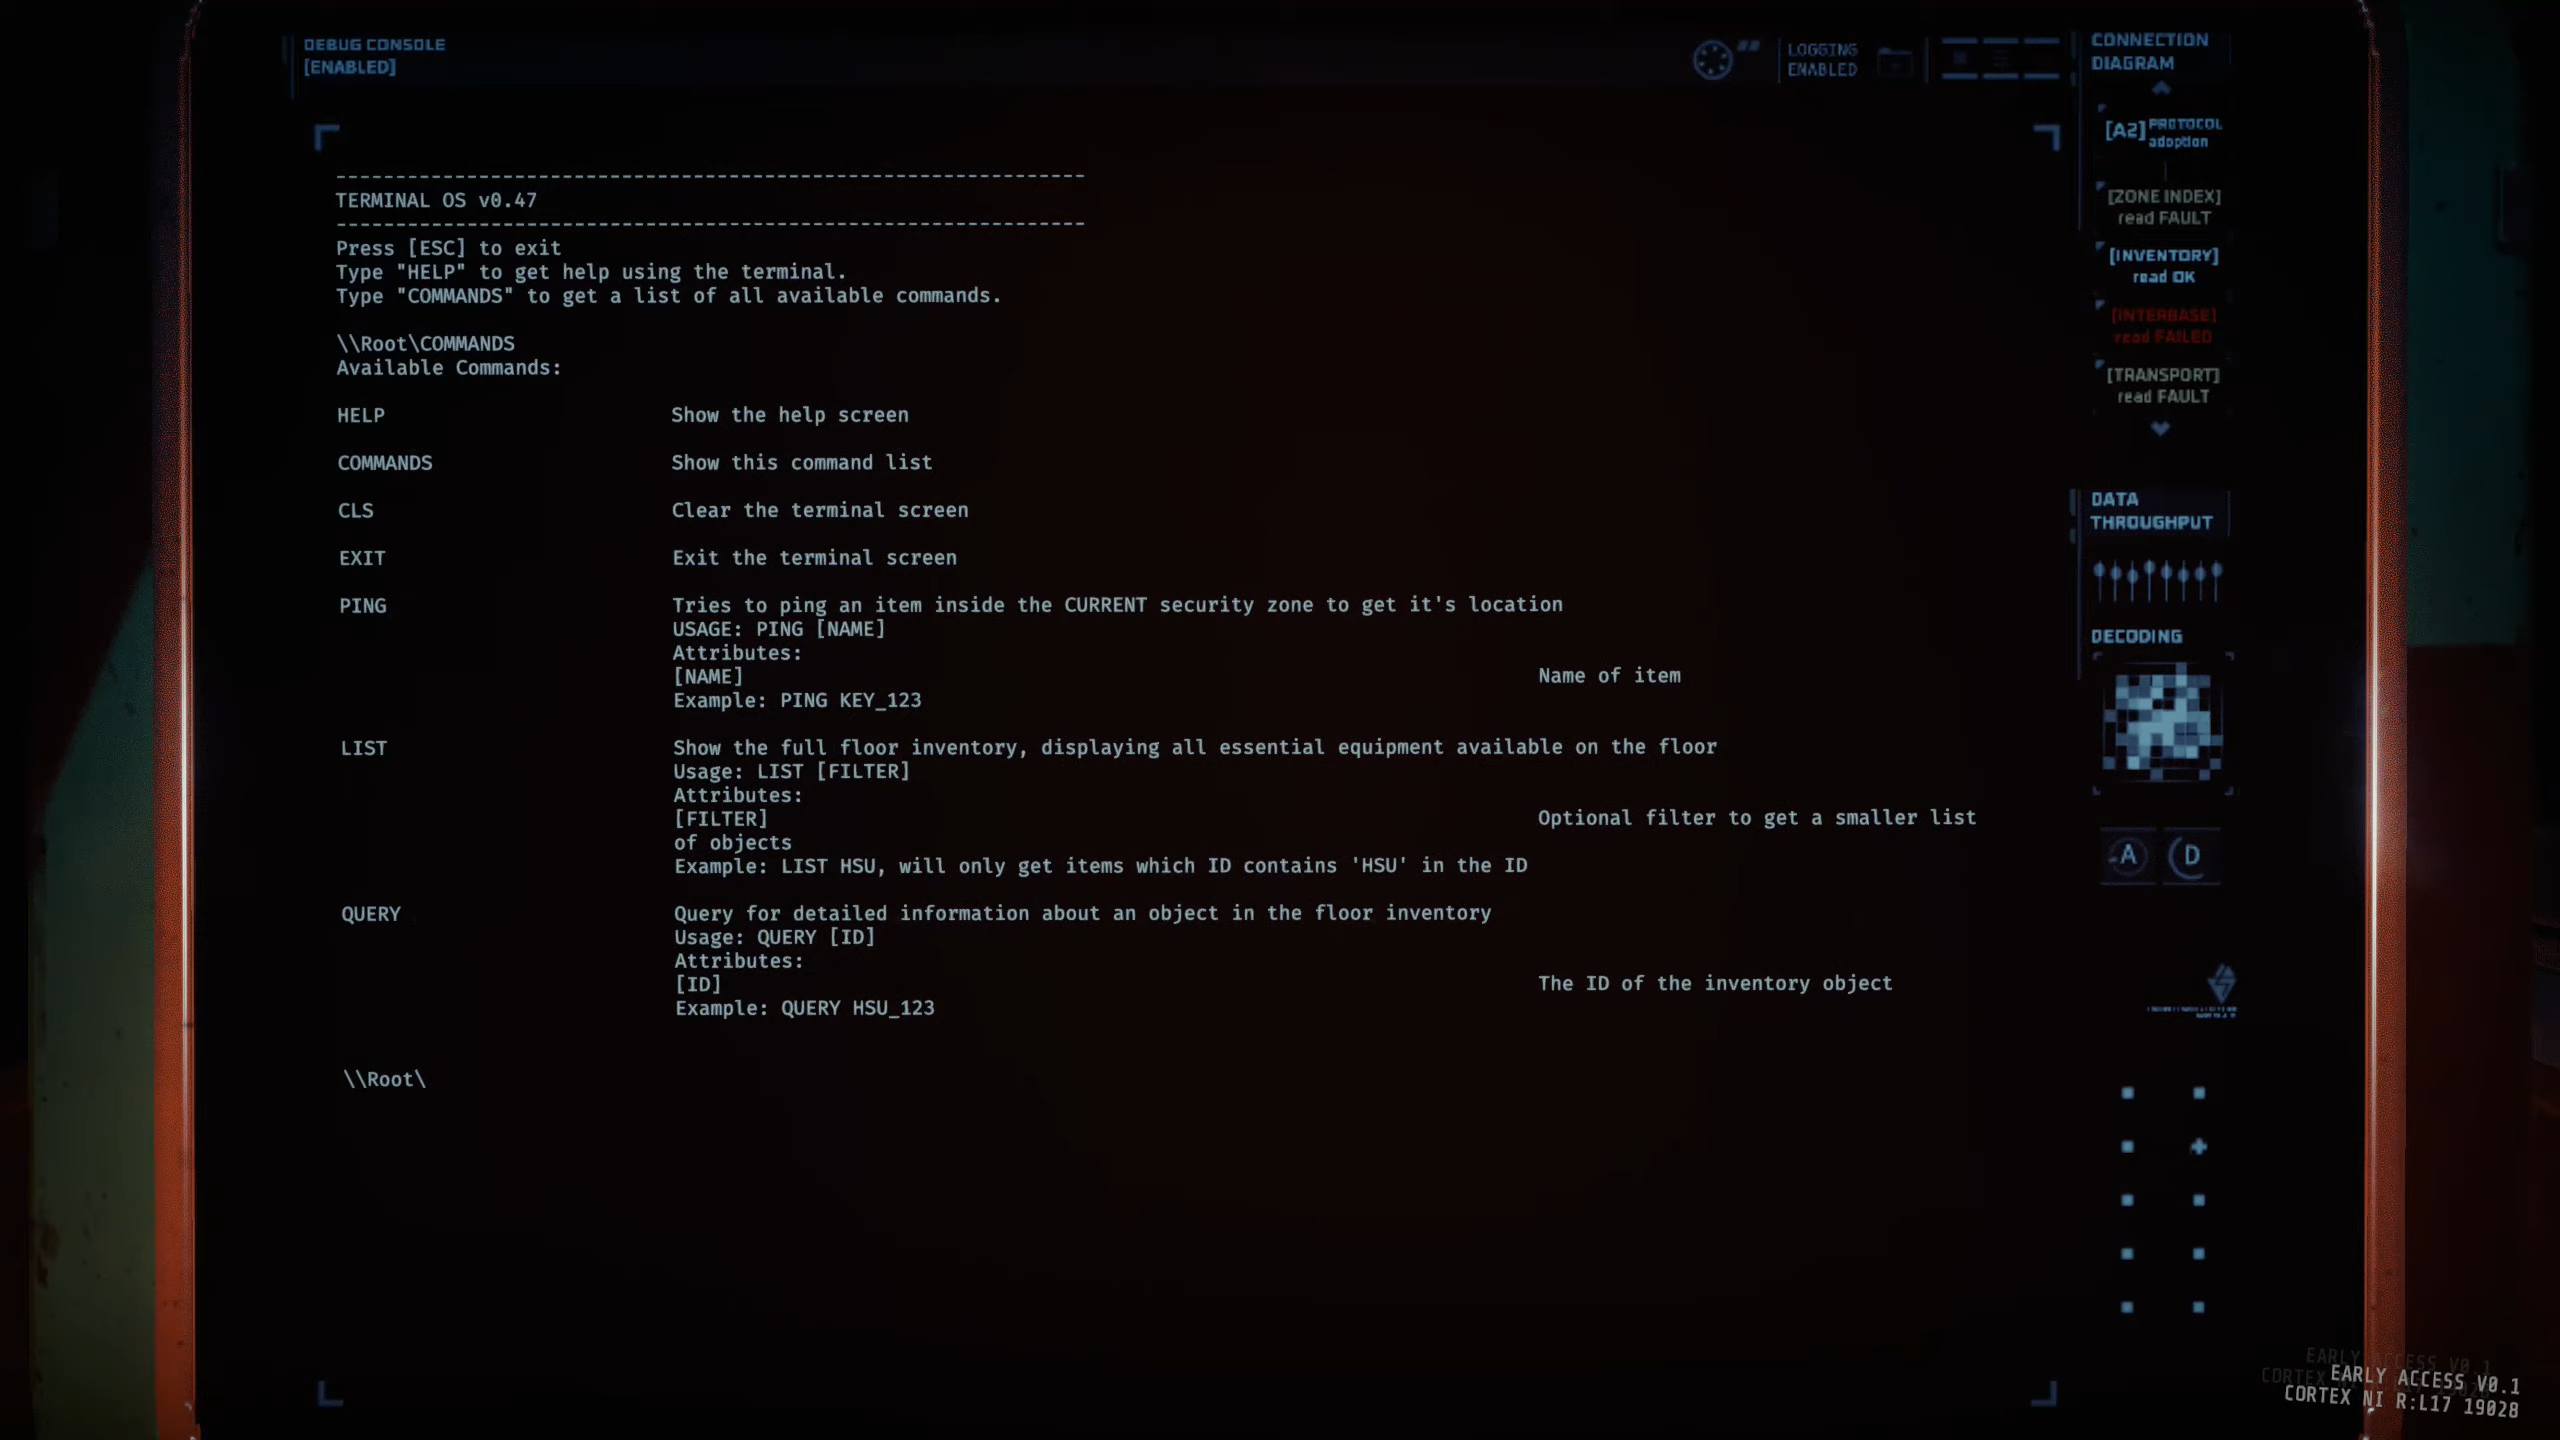 DEBUG CONSOLE
[ENABLED]
LOGGING
ENABLED
CONNECTION
DIAGRAM
[A2] PROTOCOL
adoption
[ZONE INDEX]
read FAULT
[INVENTORY]
read OK
[INTERBASE]
read FAILED
[TRANSPORT]
read FAULT
DATA
THROUGHPUT
DECODING
A D
---------------------------------------------------------------
TERMINAL OS v0.47
---------------------------------------------------------------
Press [ESC] to exit
Type "HELP" to get help using the terminal.
Type "COMMANDS" to get a list of all available commands.
\\Root\COMMANDS
Available Commands:
HELP Show the help screen
COMMANDS Show this command list
CLS Clear the terminal screen
EXIT Exit the terminal screen
PING Tries to ping an item inside the CURRENT security zone to get it's location
USAGE: PING [NAME]
Attributes:
[NAME] Name of item
Example: PING KEY_123
LIST Show the full floor inventory, displaying all essential equipment available on the floor
Usage: LIST [FILTER]
Attributes:
[FILTER] Optional filter to get a smaller list
of objects
Example: LIST HSU, will only get items which ID contains 'HSU' in the ID
QUERY Query for detailed information about an object in the floor inventory
Usage: QUERY [ID]
Attributes:
[ID] The ID of the inventory object
Example: QUERY HSU_123
\\Root\
EARLY ACCESS V0.1
CORTEX NI R:L17 19028